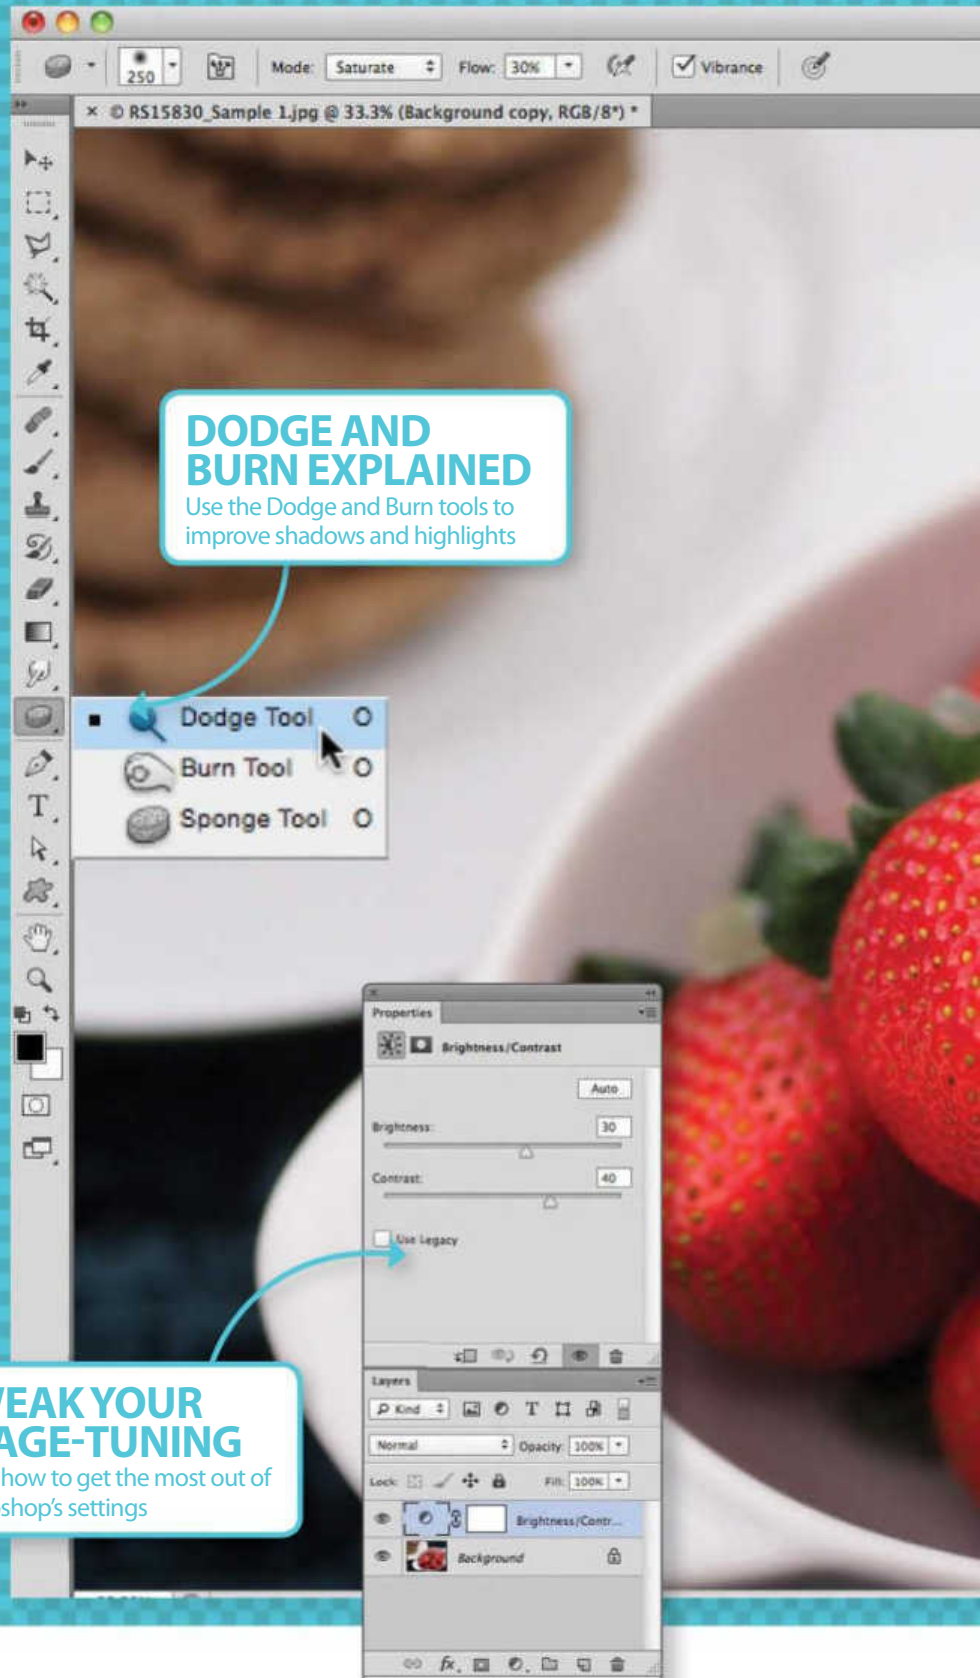 250
Mode: Saturate Flow: 30% Vibrance
× © RS15830_Sample 1.jpg @ 33.3% (Background copy, RGB/8*) *
DODGE AND
BURN EXPLAINED
Use the Dodge and Burn tools to
improve shadows and highlights
Dodge Tool O
Burn Tool O
Sponge Tool O
T
Properties
Brightness/Contrast
Auto
Brightness: 30
Contrast: 40
Use Legacy
EAK YOUR
AGE-TUNING
how to get the most out of
shop's settings
Layers
Kind T
Normal Opacity: 100%
Lock: Fill: 100%
Brightness/Contr...
Background
fx